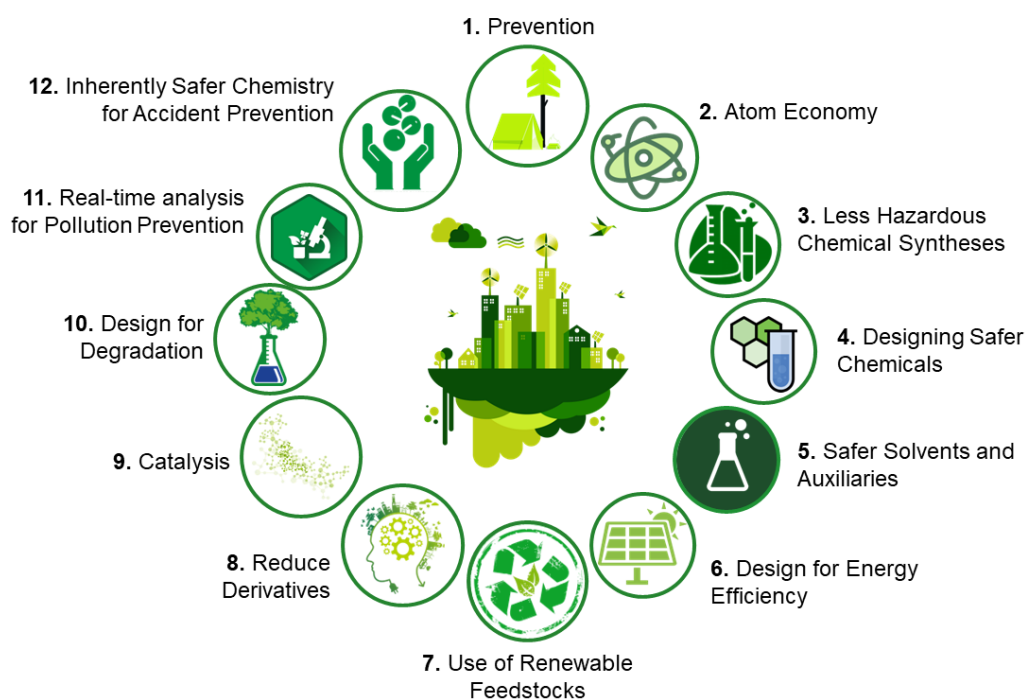 1. Prevention
2. Atom Economy
3. Less Hazardous
Chemical Syntheses
4. Designing Safer
Chemicals
5. Safer Solvents and
Auxiliaries
6. Design for Energy
Efficiency
7. Use of Renewable
Feedstocks
8. Reduce
Derivatives
9. Catalysis
10. Design for
Degradation
11. Real-time analysis
for Pollution Prevention
12. Inherently Safer Chemistry
for Accident Prevention